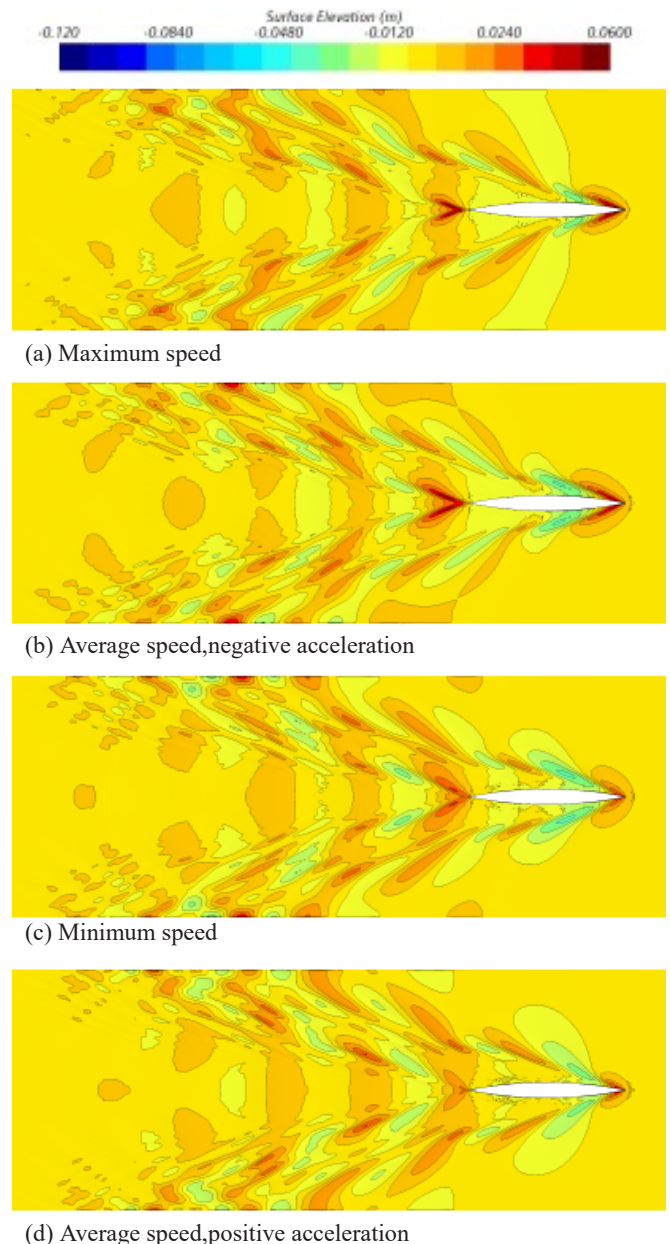 Surface Elevation (m)
-0.120 -0.0840 -0.0480 -0.0120 0.0240 0.0600
(a) Maximum speed
(b) Average speed,negative acceleration
(c) Minimum speed
(d) Average speed,positive acceleration